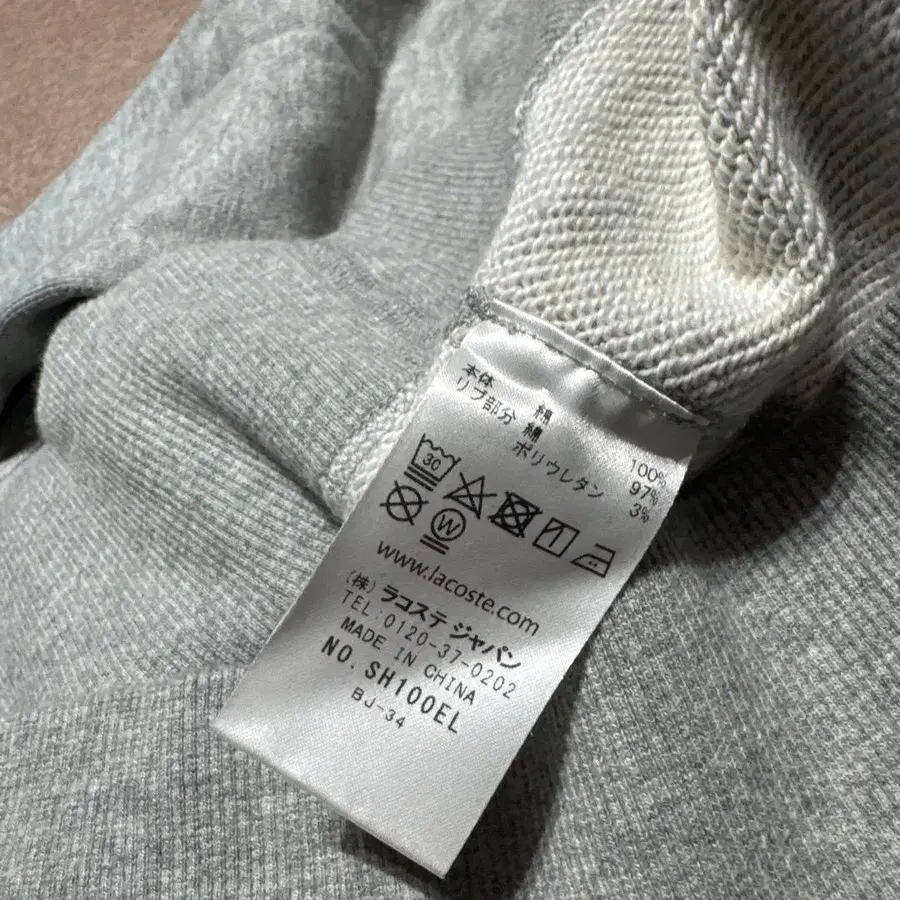 本体 綿 100%
リブ部分 綿 97%
ポリウレタン 3%
30
W
www.lacoste.com
(株) ラコステ ジャパン
TEL:0120-37-0202
MADE IN CHINA
NO. SH100EL
BJ-34